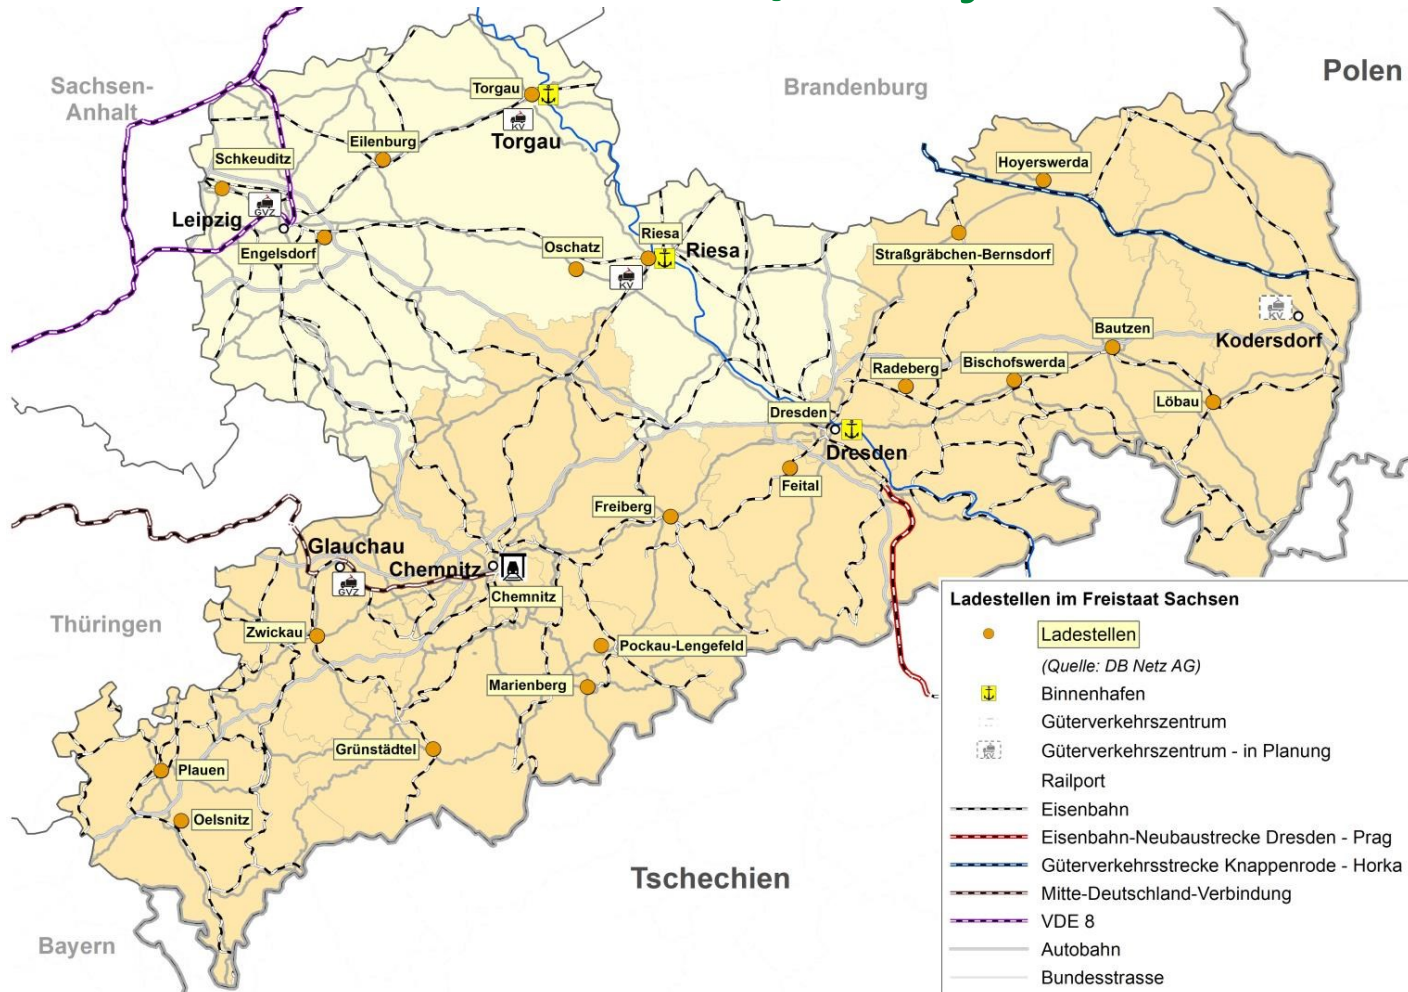 Polen
Sachsen-
Anhalt
Brandenburg
Torgau
KV
Torgau
Eilenburg
Schkeuditz
Hoyerswerda
GVZ
Leipzig
Engelsdorf
Riesa
Oschatz
Riesa
KV
Straßgräbchen-Bernsdorf
KV
Kodersdorf
Bautzen
Bischofswerda
Radeberg
Löbau
Dresden
Dresden
Feital
Freiberg
Glauchau
GVZ
Chemnitz
Chemnitz
Thüringen
Zwickau
Pockau-Lengefeld
Marienberg
Grünstädtel
Plauen
Oelsnitz
Tschechien
Bayern
Ladestellen im Freistaat Sachsen
Ladestellen
(Quelle: DB Netz AG)
Binnenhafen
Güterverkehrszentrum
Güterverkehrszentrum - in Planung
Railport
Eisenbahn
Eisenbahn-Neubaustrecke Dresden - Prag
Güterverkehrsstrecke Knappenrode - Horka
Mitte-Deutschland-Verbindung
VDE 8
Autobahn
Bundesstrasse